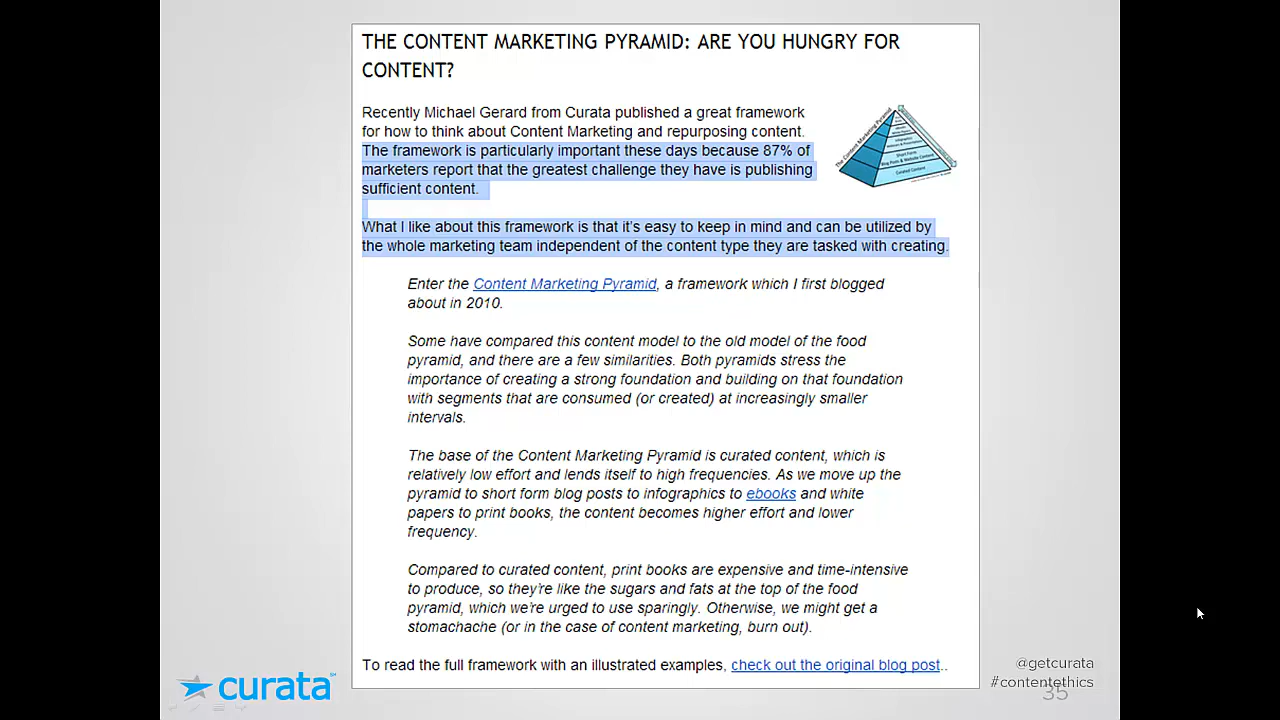 THE CONTENT MARKETING PYRAMID: ARE YOU HUNGRY FOR
CONTENT?
Recently Michael Gerard from Curata published a great framework
for how to think about Content Marketing and repurposing content.
The framework is particularly important these days because 87% of
marketers report that the greatest challenge they have is publishing
sufficient content.
The Content Marketing Pyramid
Curated Content
What I like about this framework is that it's easy to keep in mind and can be utilized by
the whole marketing team independent of the content type they are tasked with creating.
Enter the Content Marketing Pyramid, a framework which I first blogged
about in 2010.
Some have compared this content model to the old model of the food
pyramid, and there are a few similarities. Both pyramids stress the
importance of creating a strong foundation and building on that foundation
with segments that are consumed (or created) at increasingly smaller
intervals.
The base of the Content Marketing Pyramid is curated content, which is
relatively low effort and lends itself to high frequencies. As we move up the
pyramid to short form blog posts to infographics to ebooks and white
papers to print books, the content becomes higher effort and lower
frequency.
Compared to curated content, print books are expensive and time-intensive
to produce, so they're like the sugars and fats at the top of the food
pyramid, which we're urged to use sparingly. Otherwise, we might get a
stomachache (or in the case of content marketing, burn out).
To read the full framework with an illustrated examples, check out the original blog post..
curata
@getcurata
#contentethics
35